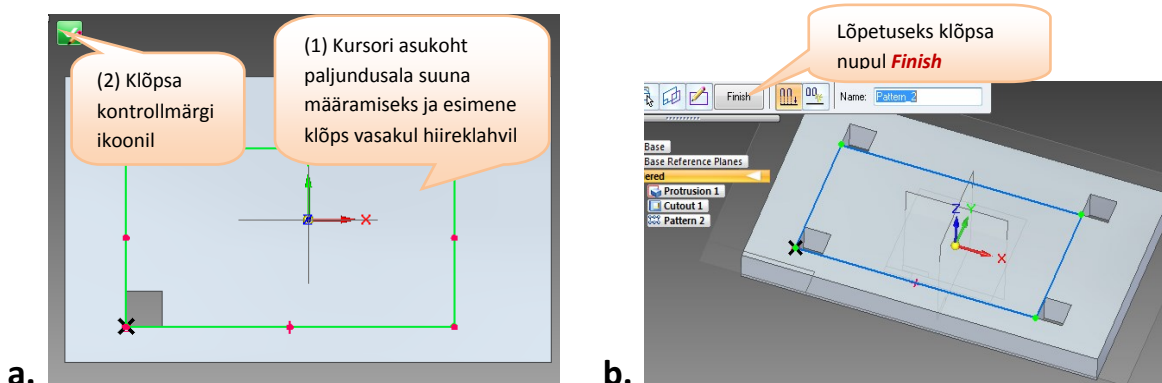 (2) Klõpsa
kontrollmärgi
ikoonil
(1) Kursori asukoht
paljundusala suuna
määramiseks ja esimene
klõps vasakul hiireklahvil
X
a.
Lõpetuseks klõpsa
nupul Finish
Finish
Name: Pattern_2
Base
Base Reference Planes
ered
Protrusion 1
Cutout 1
Pattern 2
Z
Y
X
b.